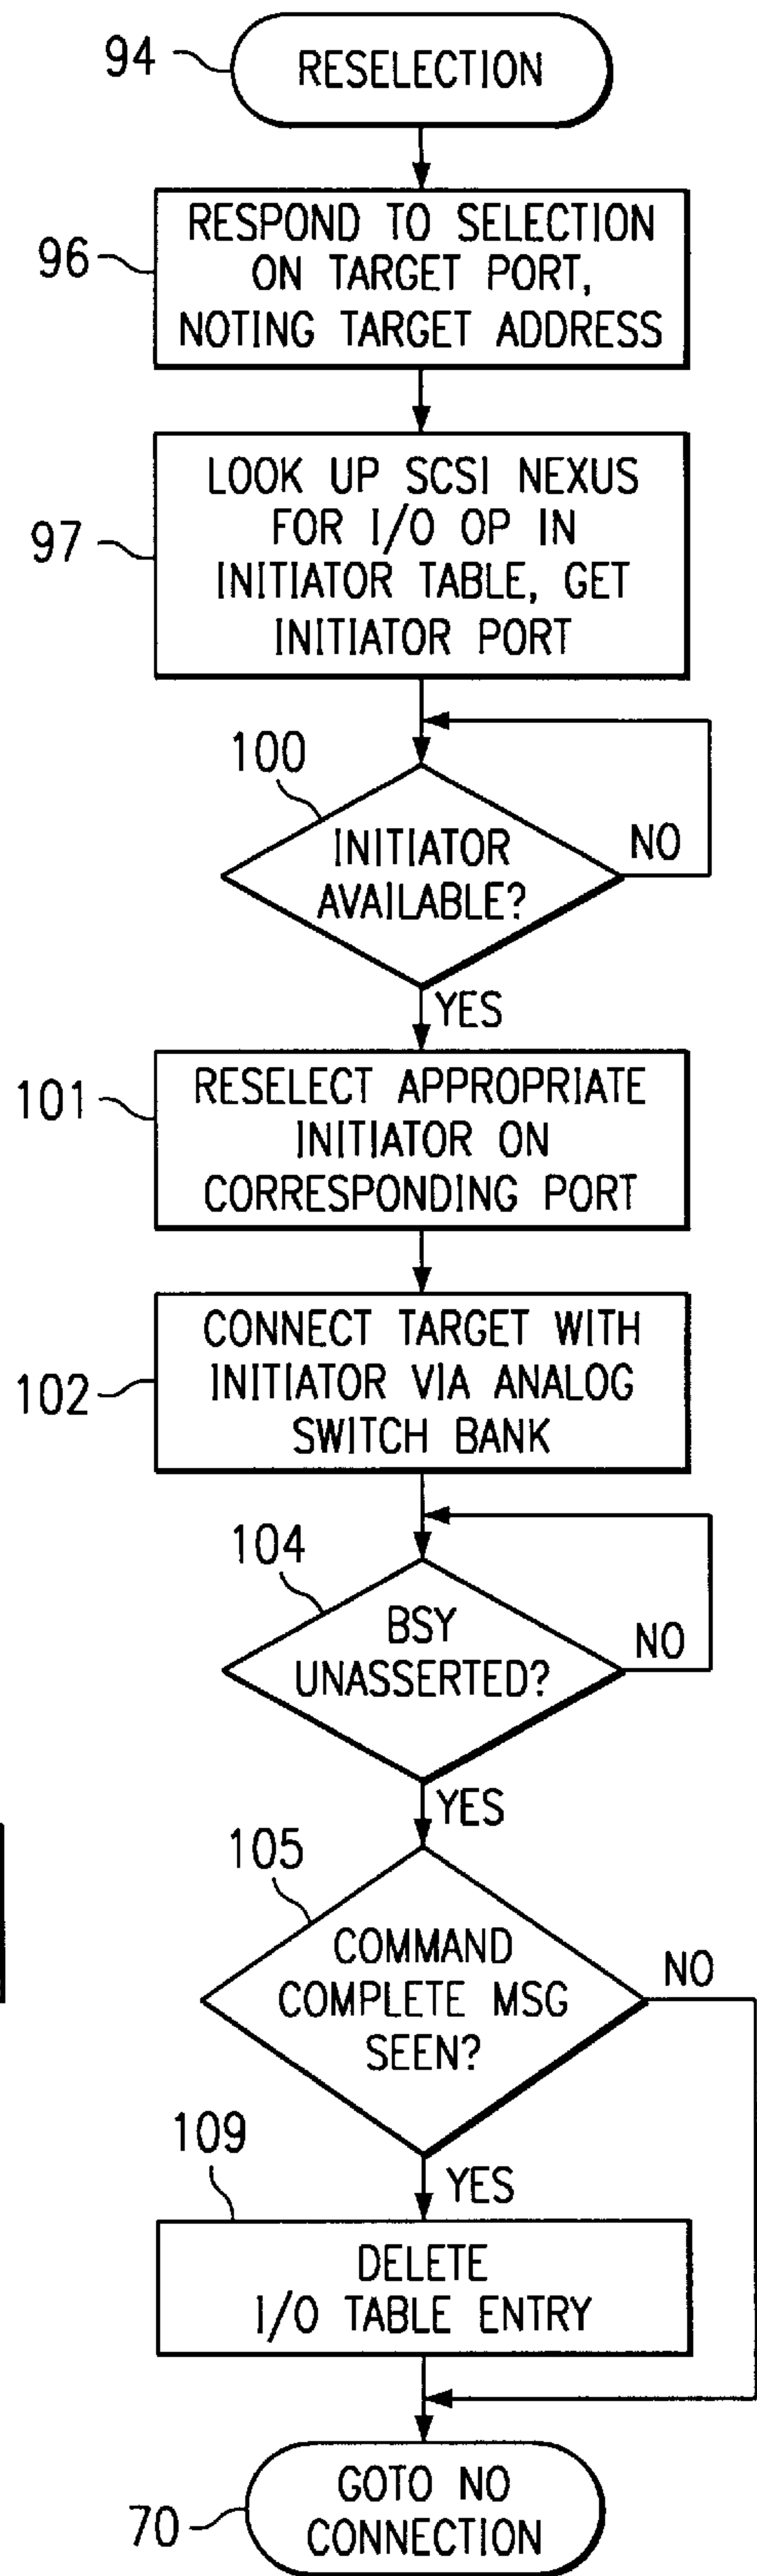 94
RESELECTION
96
RESPOND TO SELECTION
ON TARGET PORT,
NOTING TARGET ADDRESS
97
LOOK UP SCSI NEXUS
FOR I/O OP IN
INITIATOR TABLE, GET
INITIATOR PORT
100
INITIATOR
AVAILABLE?
NO
YES
101
RESELECT APPROPRIATE
INITIATOR ON
CORRESPONDING PORT
102
CONNECT TARGET WITH
INITIATOR VIA ANALOG
SWITCH BANK
104
BSY
UNASSERTED?
NO
YES
105
COMMAND
COMPLETE MSG
SEEN?
NO
YES
109
DELETE
I/O TABLE ENTRY
70
GOTO NO
CONNECTION